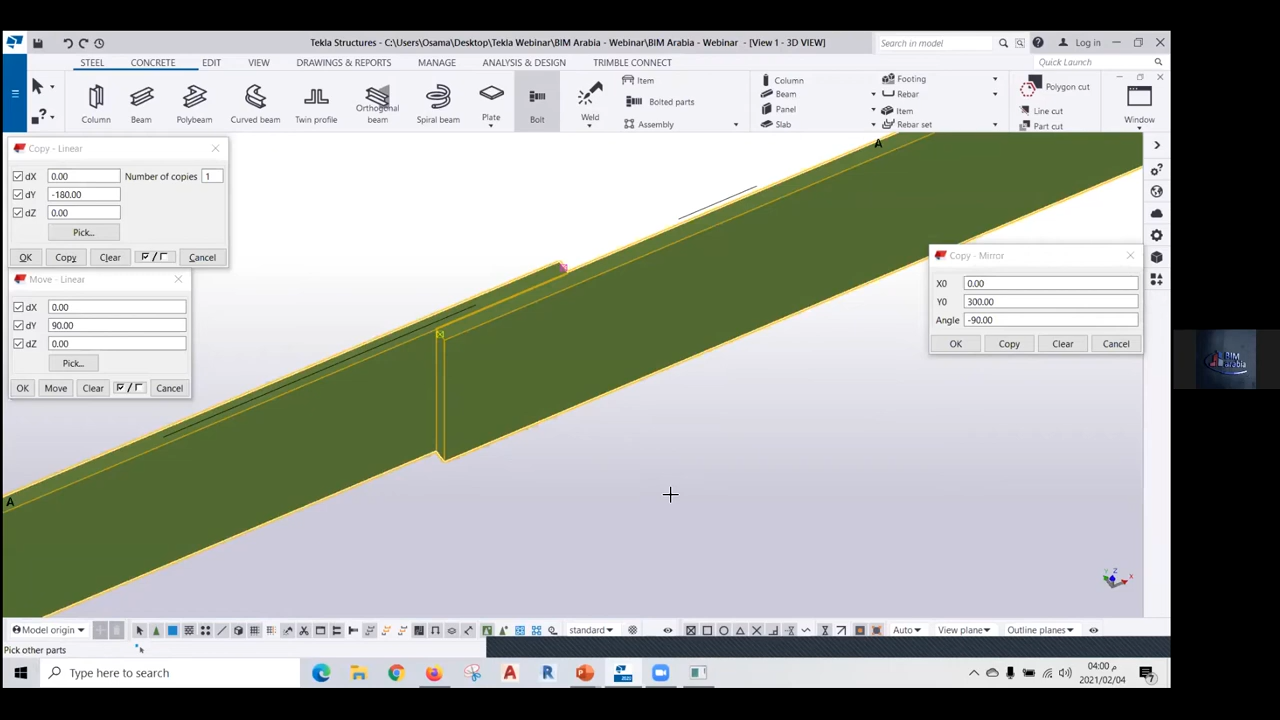 Tekla Structures - C:\Users\Osama\Desktop\Tekla Webinar\BIM Arabia - Webinar\BIM Arabia - Webinar - [View 1 - 3D VIEW]
Search in model
Log in
STEEL CONCRETE EDIT VIEW DRAWINGS & REPORTS MANAGE ANALYSIS & DESIGN TRIMBLE CONNECT
Quick Launch
Column
Beam
Polybeam
Curved beam
Twin profile
Orthogonal beam
Spiral beam
Plate
Bolt
Item
Bolted parts
Assembly
Weld
Column
Beam
Panel
Slab
Footing
Rebar
Item
Rebar set
Polygon cut
Line cut
Part cut
Window
Copy - Linear
dX 0.00 Number of copies 1
dY -180.00
dZ 0.00
Pick...
OK Copy Clear Cancel
Move - Linear
dX 0.00
dY 90.00
dZ 0.00
Pick...
OK Move Clear Cancel
A
A
Copy - Mirror
X0 0.00
Y0 300.00
Angle -90.00
OK Copy Clear Cancel
BIM
arabia
Z
X
Model origin
standard
Auto
View plane
Outline planes
Pick other parts
Type here to search
04:00 م
2021/02/04
7